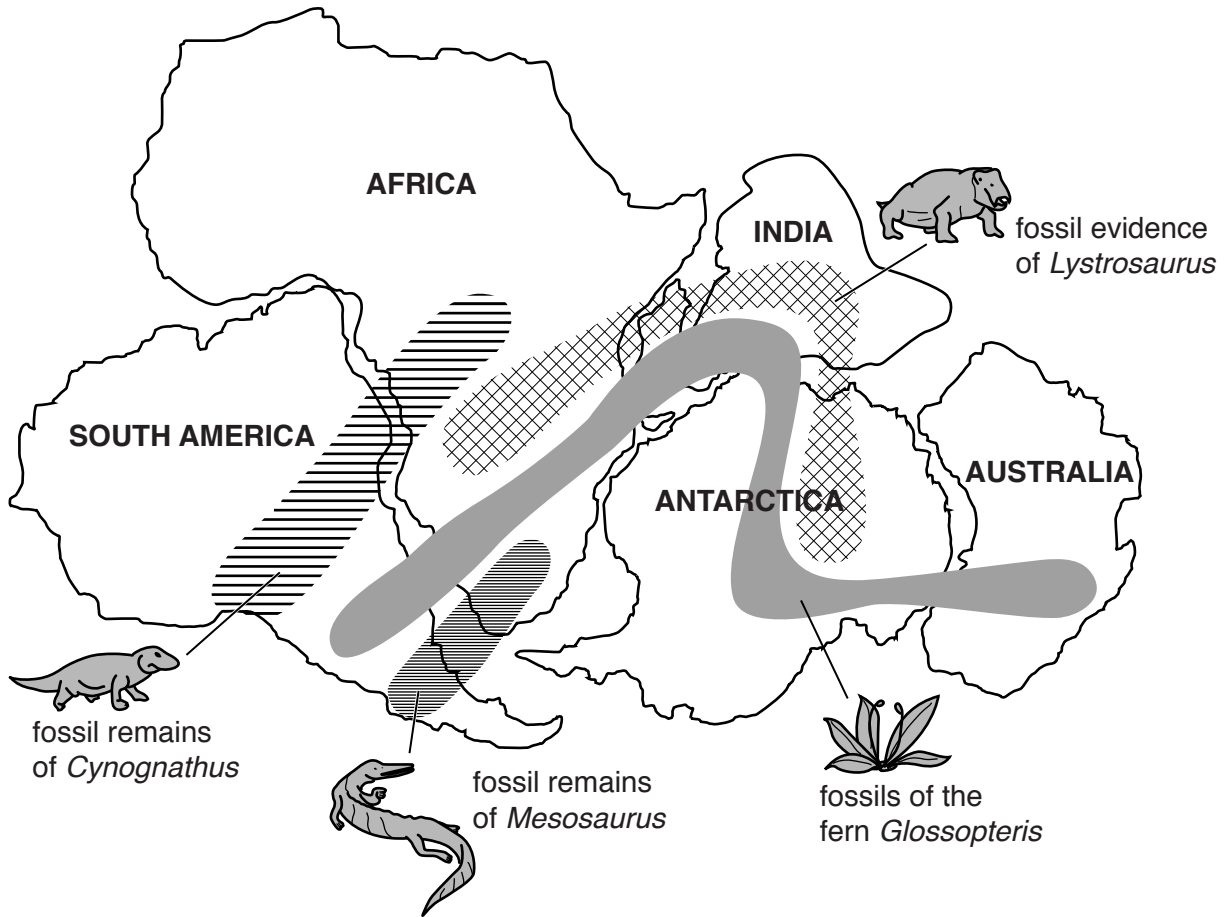 AFRICA
INDIA
fossil evidence
of Lystrosaurus
SOUTH AMERICA
ANTARCTICA
AUSTRALIA
fossil remains
of Cynognathus
fossil remains
of Mesosaurus
fossils of the
fern Glossopteris